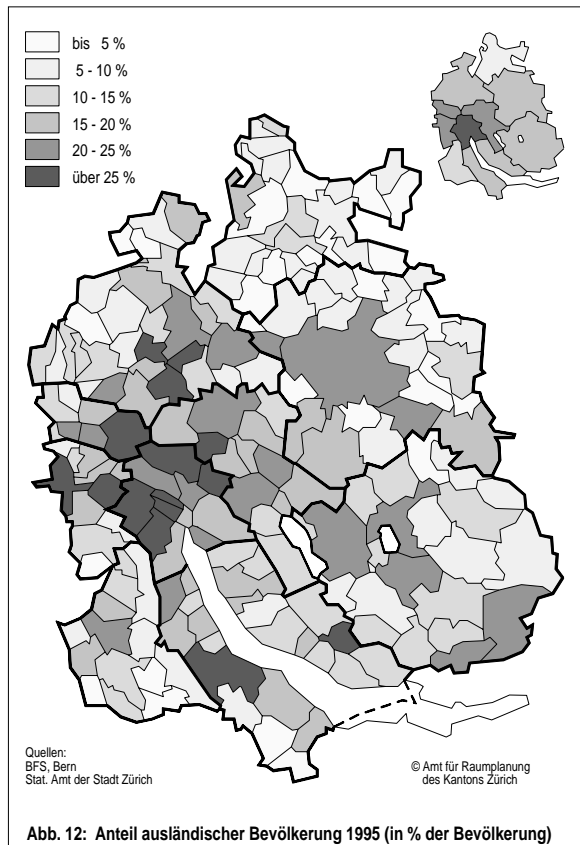 bis 5 %
5 - 10 %
10 - 15 %
15 - 20 %
20 - 25 %
über 25 %
Quellen:
BFS, Bern
Stat. Amt der Stadt Zürich
© Amt für Raumplanung
des Kantons Zürich
Abb. 12: Anteil ausländischer Bevölkerung 1995 (in % der Bevölkerung)